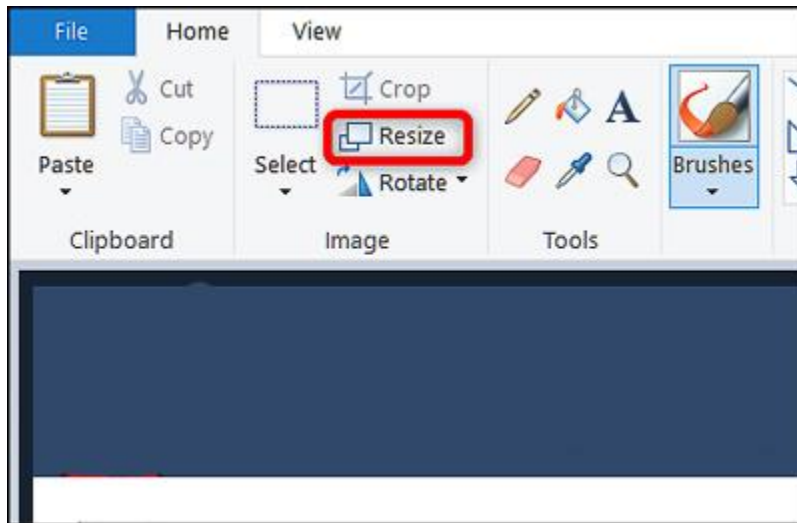 File Home View
Paste
Cut
Copy
Clipboard
Select
Crop
Resize
Rotate
Image
A
Tools
Brushes